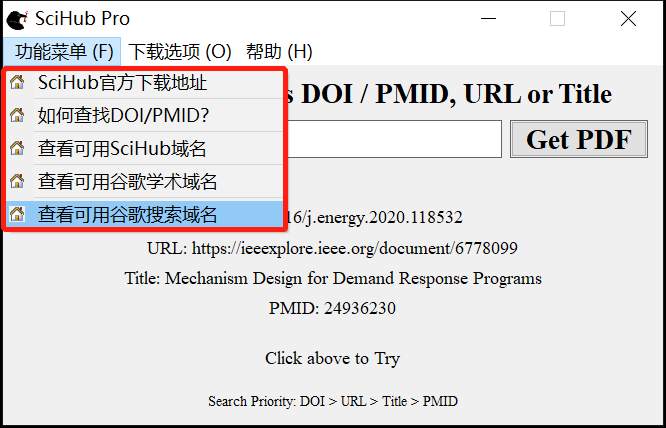 SciHub Pro
功能菜单 (F) 下载选项 (O) 帮助 (H)
SciHub官方下载地址
如何查找DOI/PMID?
查看可用SciHub域名
查看可用谷歌学术域名
查看可用谷歌搜索域名
s DOI / PMID, URL or Title
Get PDF
16/j.energy.2020.118532
URL: https://ieeexplore.ieee.org/document/6778099
Title: Mechanism Design for Demand Response Programs
PMID: 24936230
Click above to Try
Search Priority: DOI > URL > Title > PMID